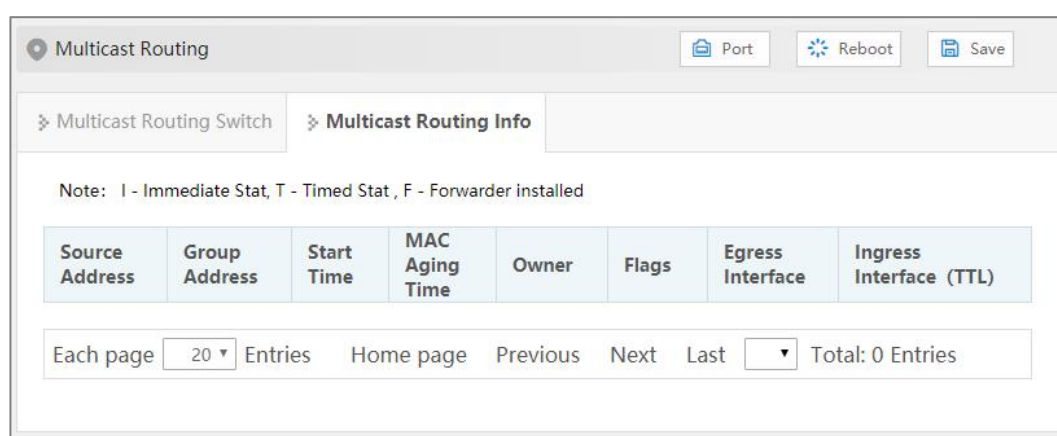 Multicast Routing Port Reboot Save
Multicast Routing Switch Multicast Routing Info
Note: I - Immediate Stat, T - Timed Stat , F - Forwarder installed
Source Address Group Address Start Time MAC Aging Time Owner Flags Egress Interface Ingress Interface (TTL)
Each page 20 Entries Home page Previous Next Last Total: 0 Entries